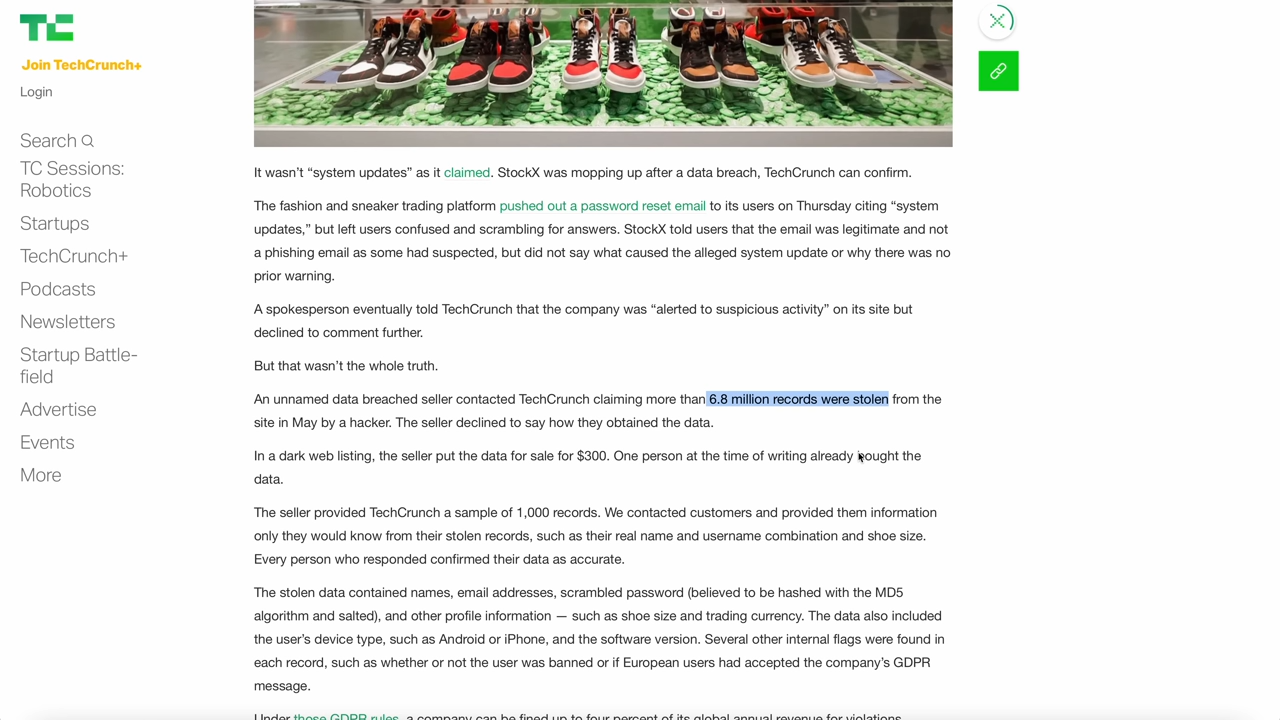 TC
Join TechCrunch+
Login
Search
TC Sessions:
Robotics
Startups
TechCrunch+
Podcasts
Newsletters
Startup Battle-
field
Advertise
Events
More
It wasn’t “system updates” as it claimed. StockX was mopping up after a data breach, TechCrunch can confirm.
The fashion and sneaker trading platform pushed out a password reset email to its users on Thursday citing “system
updates,” but left users confused and scrambling for answers. StockX told users that the email was legitimate and not
a phishing email as some had suspected, but did not say what caused the alleged system update or why there was no
prior warning.
A spokesperson eventually told TechCrunch that the company was “alerted to suspicious activity” on its site but
declined to comment further.
But that wasn’t the whole truth.
An unnamed data breached seller contacted TechCrunch claiming more than 6.8 million records were stolen from the
site in May by a hacker. The seller declined to say how they obtained the data.
In a dark web listing, the seller put the data for sale for $300. One person at the time of writing already bought the
data.
The seller provided TechCrunch a sample of 1,000 records. We contacted customers and provided them information
only they would know from their stolen records, such as their real name and username combination and shoe size.
Every person who responded confirmed their data as accurate.
The stolen data contained names, email addresses, scrambled password (believed to be hashed with the MD5
algorithm and salted), and other profile information — such as shoe size and trading currency. The data also included
the user’s device type, such as Android or iPhone, and the software version. Several other internal flags were found in
each record, such as whether or not the user was banned or if European users had accepted the company’s GDPR
message.
Under those GDPR rules, a company can be fined up to four percent of its global annual revenue for violations.